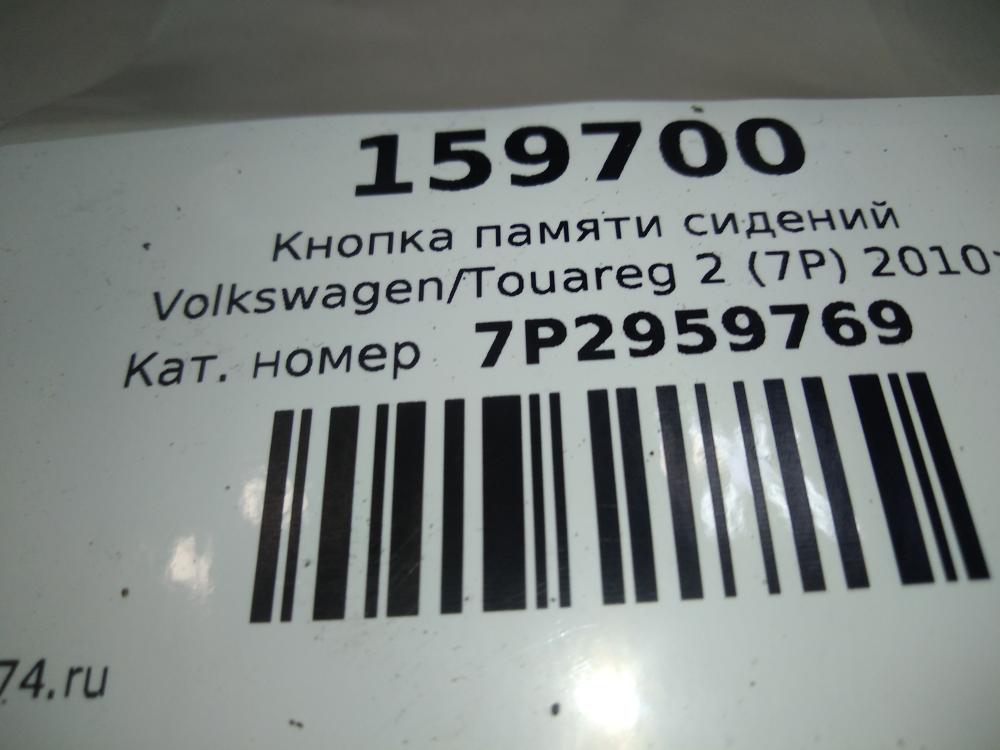 159700
Кнопка памяти сидений
Volkswagen/Touareg 2 (7P) 2010
Кат. номер 7P2959769
74.ru